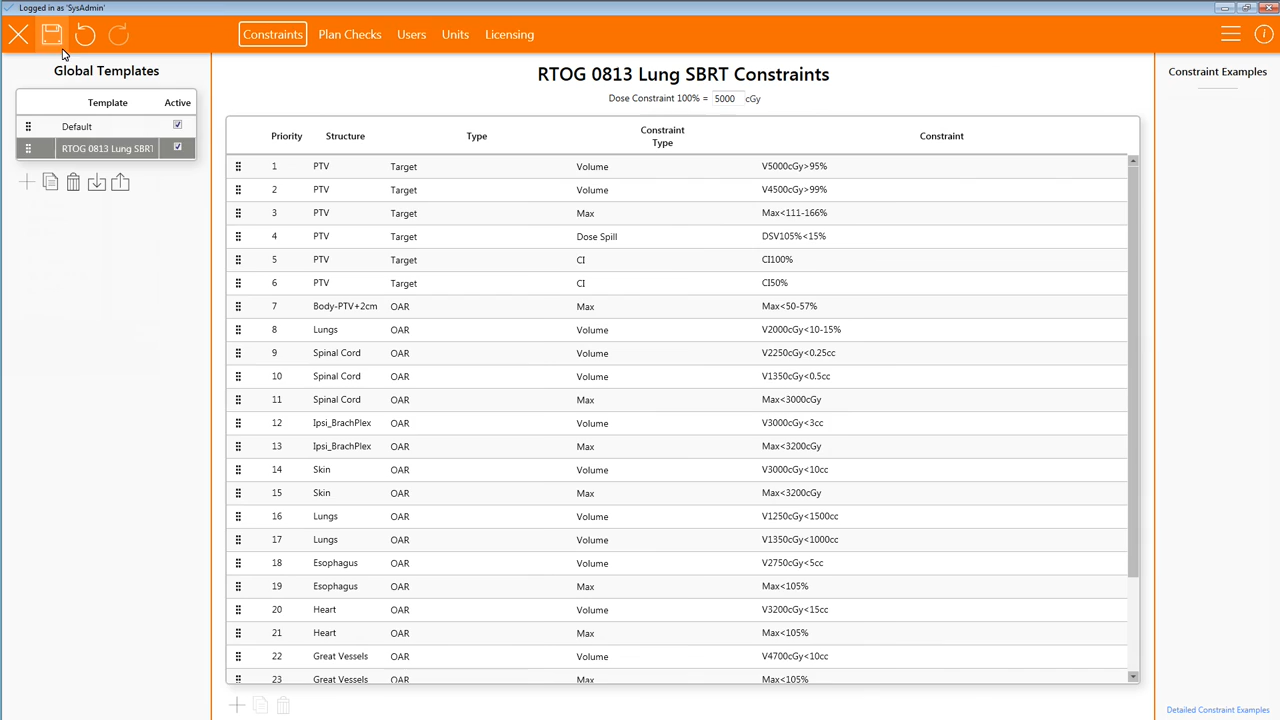 Logged in as 'SysAdmin'
Constraints Plan Checks Users Units Licensing
Global Templates
Template Active
Default
RTOG 0813 Lung SBRT
RTOG 0813 Lung SBRT Constraints
Dose Constraint 100% = 5000 cGy
Priority Structure Type Constraint Type Constraint
1 PTV Target Volume V5000cGy>95%
2 PTV Target Volume V4500cGy>99%
3 PTV Target Max Max<111-166%
4 PTV Target Dose Spill DSV105%<15%
5 PTV Target CI CI100%
6 PTV Target CI CI50%
7 Body-PTV+2cm OAR Max Max<50-57%
8 Lungs OAR Volume V2000cGy<10-15%
9 Spinal Cord OAR Volume V2250cGy<0.25cc
10 Spinal Cord OAR Volume V1350cGy<0.5cc
11 Spinal Cord OAR Max Max<3000cGy
12 Ipsi_BrachPlex OAR Volume V3000cGy<3cc
13 Ipsi_BrachPlex OAR Max Max<3200cGy
14 Skin OAR Volume V3000cGy<10cc
15 Skin OAR Max Max<3200cGy
16 Lungs OAR Volume V1250cGy<1500cc
17 Lungs OAR Volume V1350cGy<1000cc
18 Esophagus OAR Volume V2750cGy<5cc
19 Esophagus OAR Max Max<105%
20 Heart OAR Volume V3200cGy<15cc
21 Heart OAR Max Max<105%
22 Great Vessels OAR Volume V4700cGy<10cc
23 Great Vessels OAR Max Max<105%
Constraint Examples
Detailed Constraint Examples